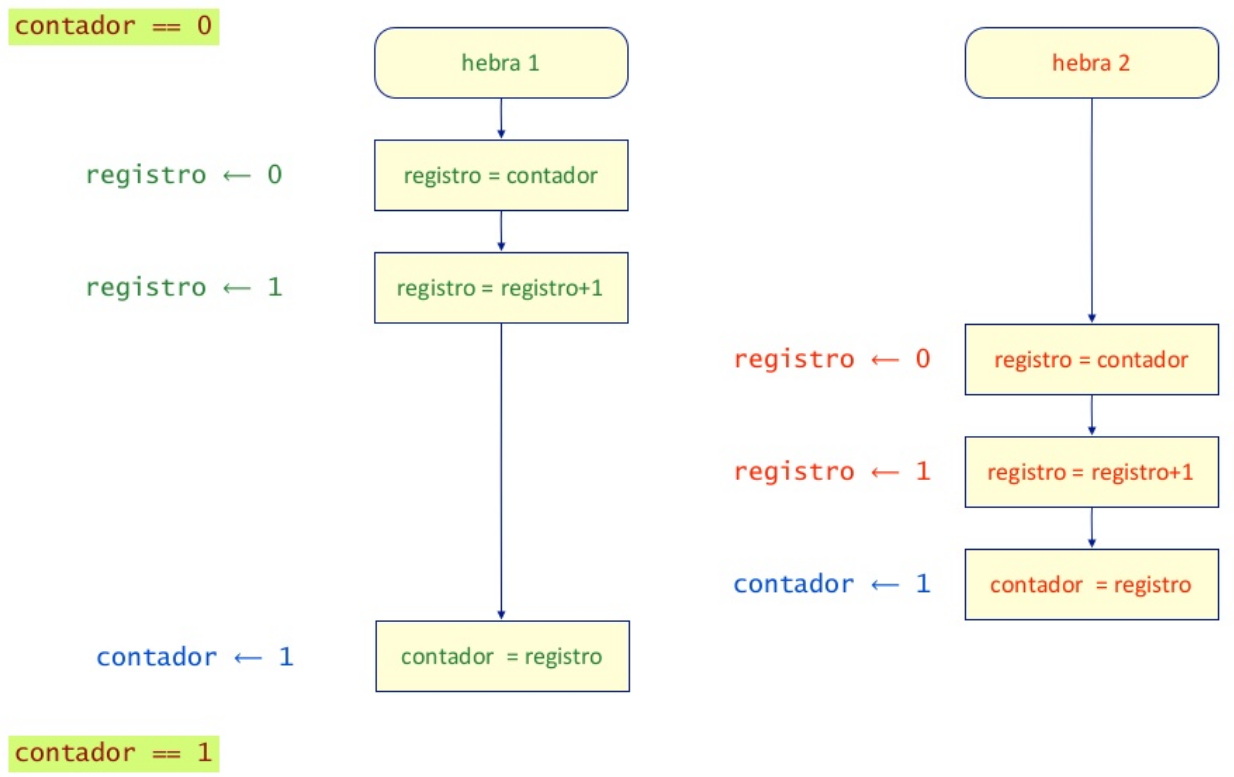 contador == 0
hebra 1
hebra 2
registro ← 0
registro = contador
registro ← 1
registro = registro+1
registro ← 0
registro = contador
registro ← 1
registro = registro+1
contador ← 1
contador = registro
contador ← 1
contador = registro
contador == 1